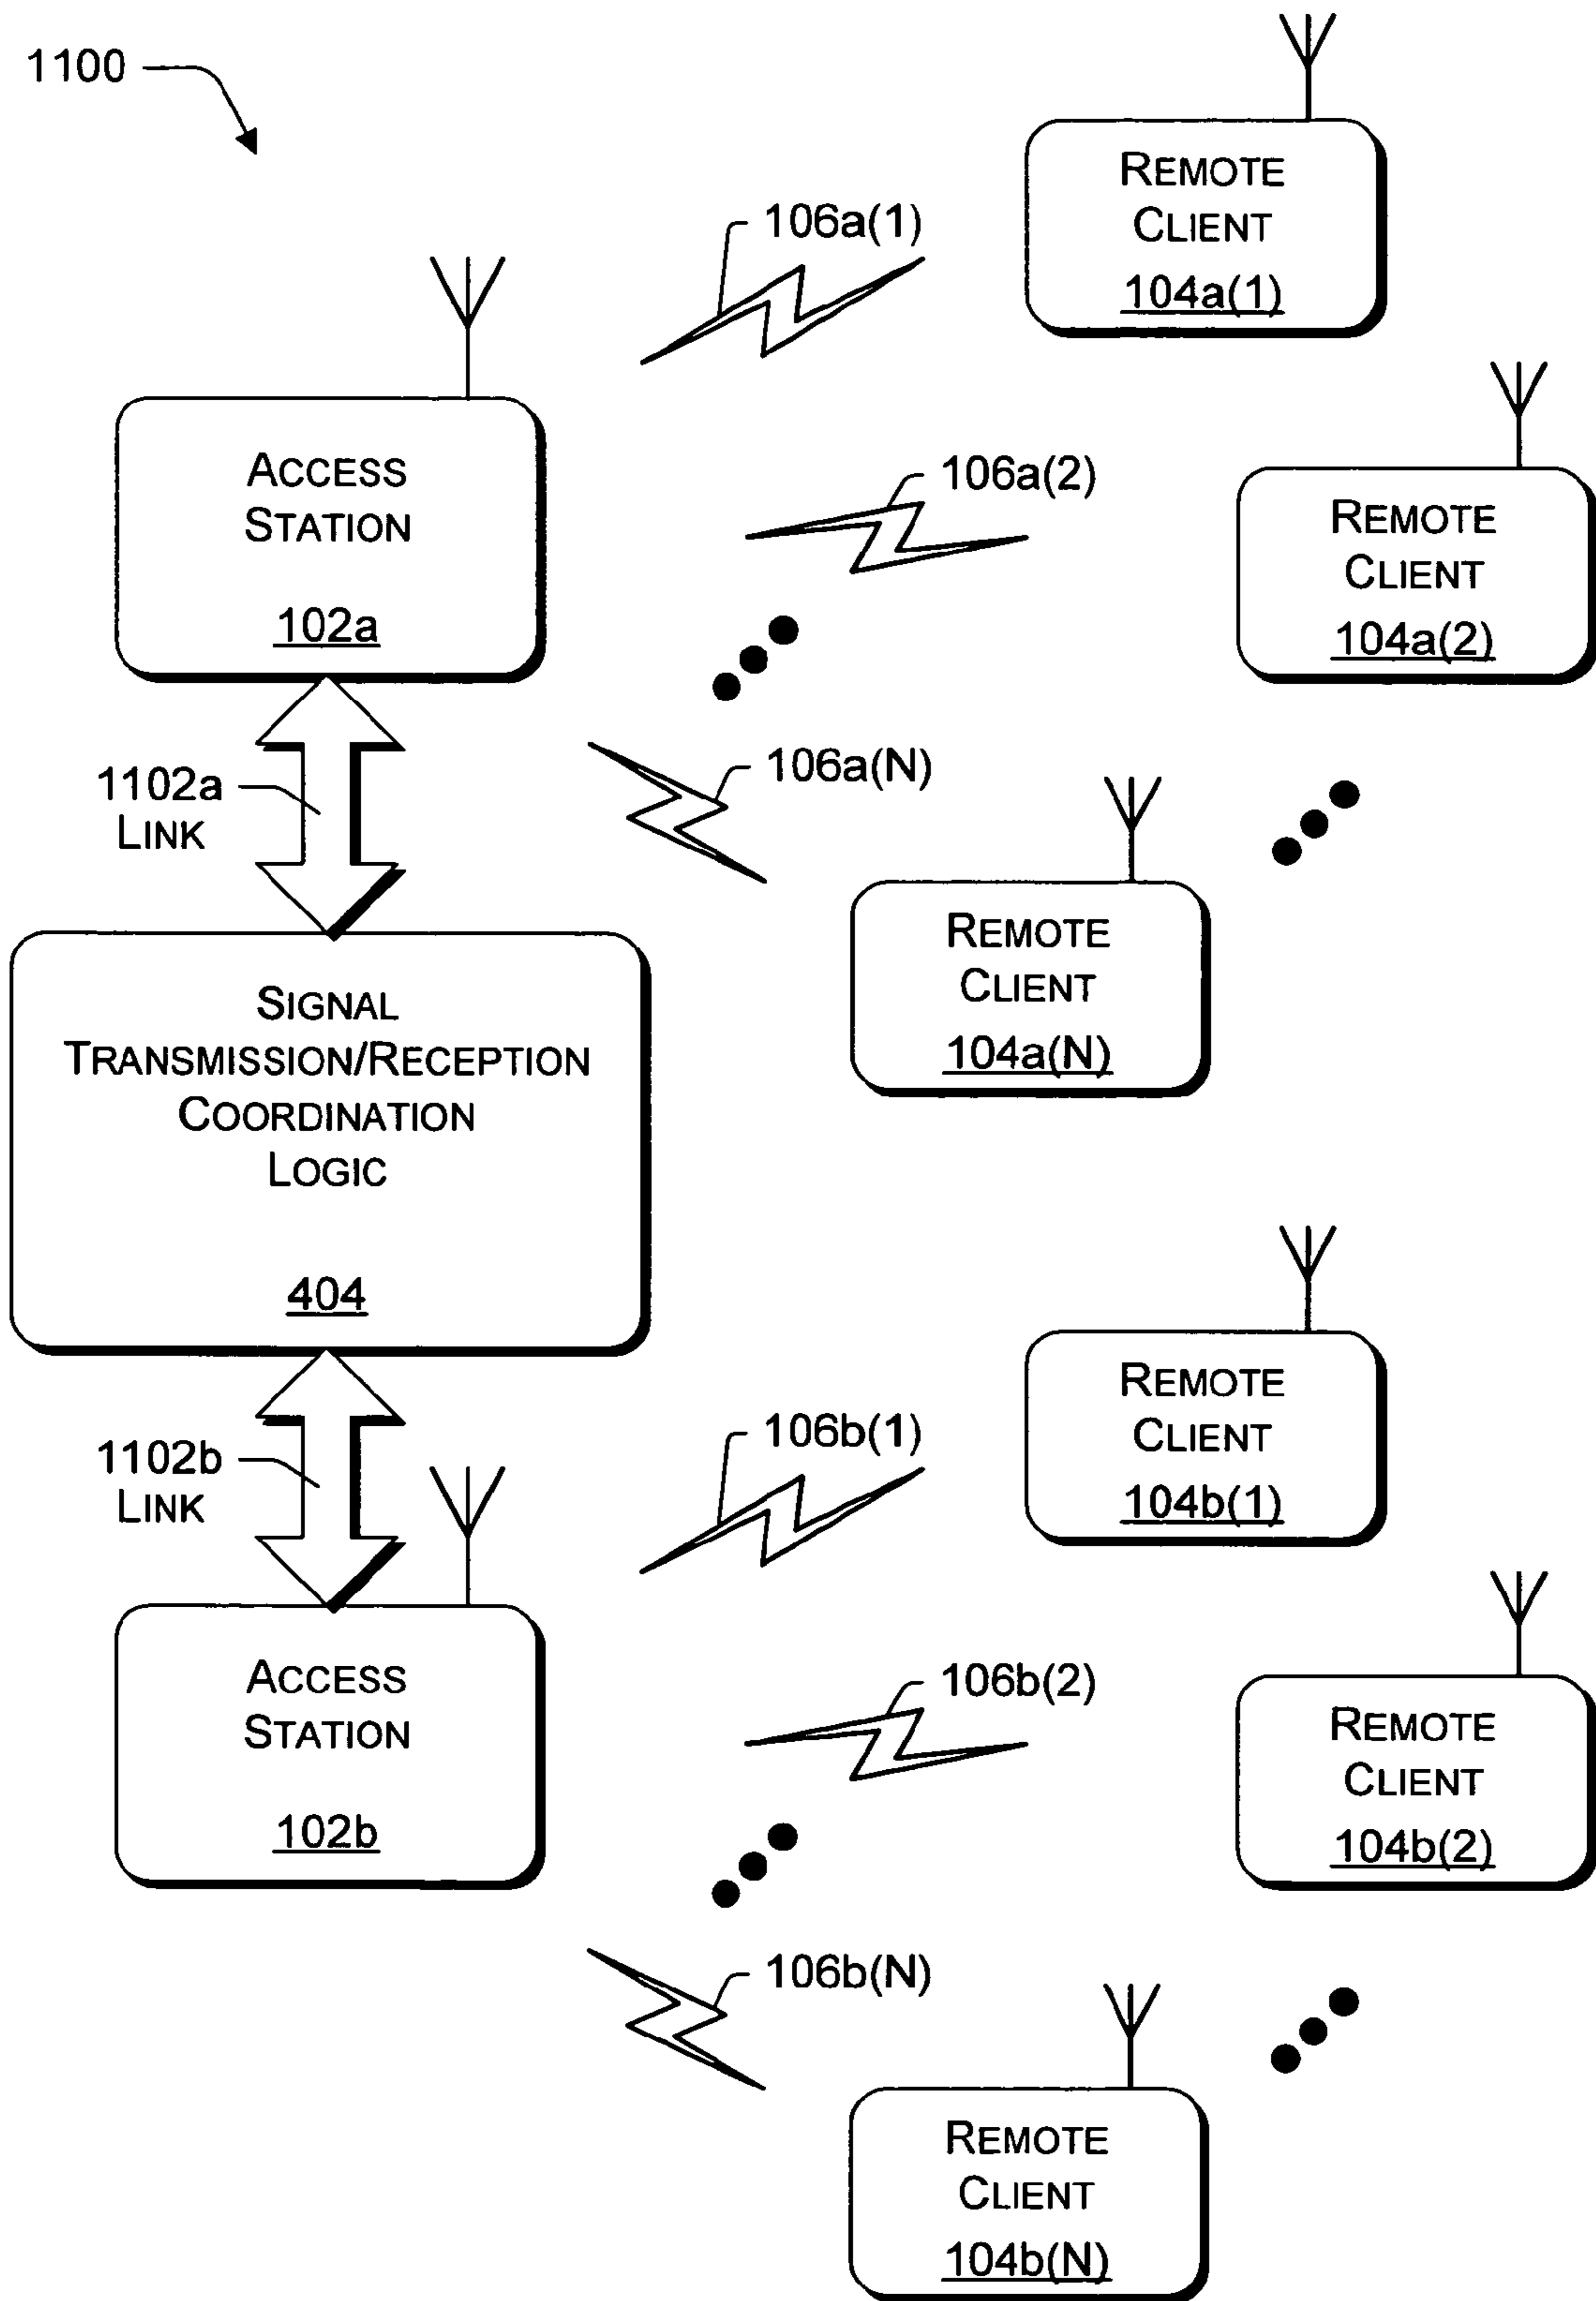 1100
REMOTE
CLIENT
104a(1)
106a(1)
ACCESS
STATION
102a
106a(2)
REMOTE
CLIENT
104a(2)
1102a
LINK
106a(N)
REMOTE
CLIENT
104a(N)
SIGNAL
TRANSMISSION/RECEPTION
COORDINATION
LOGIC
404
REMOTE
CLIENT
104b(1)
1102b
LINK
106b(1)
ACCESS
STATION
102b
106b(2)
REMOTE
CLIENT
104b(2)
106b(N)
REMOTE
CLIENT
104b(N)